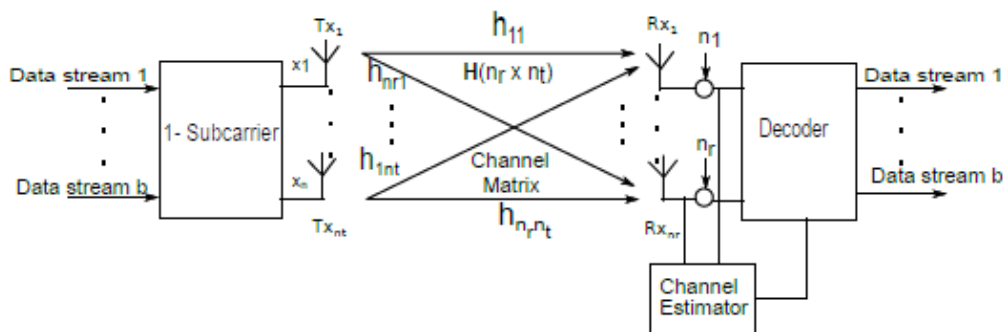 Data stream 1
Data stream b
1- Subcarrier
x1
xn
Tx1
Txnt
h11
hnr1
H(nr x nt)
h1nt
Channel
Matrix
hnrnt
Rx1
Rxnr
n1
nr
Decoder
Data stream 1
Data stream b
Channel
Estimator